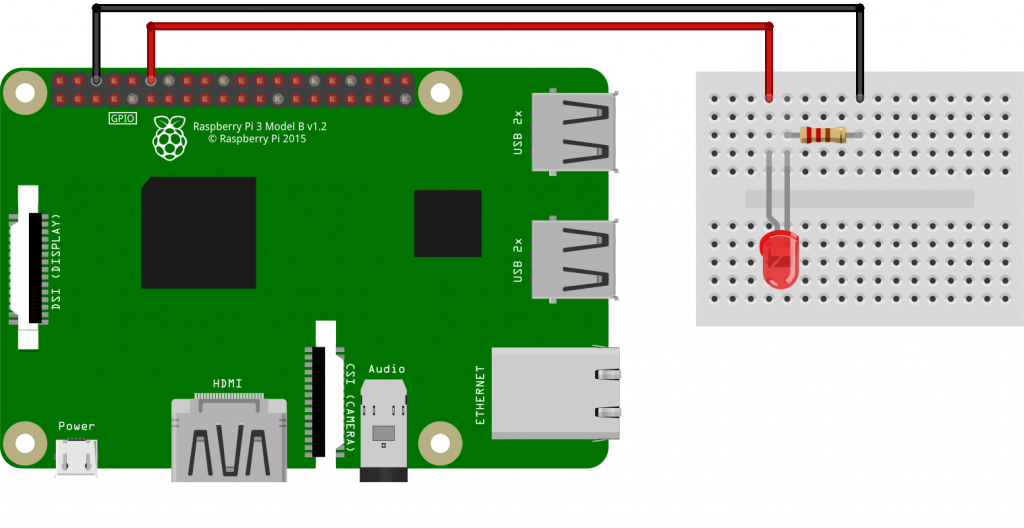 GPIO
Raspberry Pi 3 Model B v1.2
© Raspberry Pi 2015
USB 2x
DSI (DISPLAY)
USB 2x
CSI (CAMERA)
Audio
ETHERNET
HDMI
Power